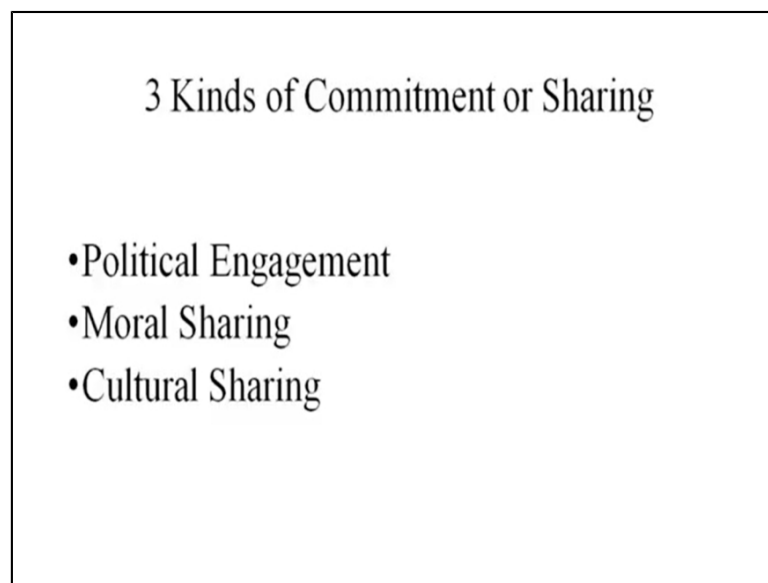 3 Kinds of Commitment or Sharing
•Political Engagement
•Moral Sharing
•Cultural Sharing